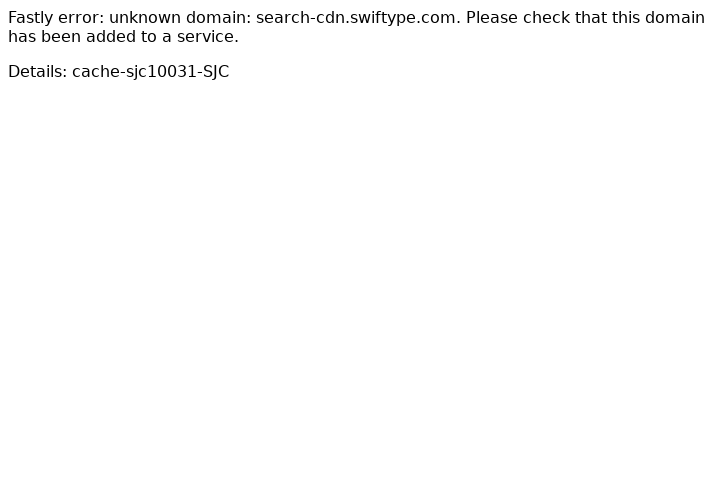 Fastly error: unknown domain: search-cdn.swiftype.com. Please check that this domain
has been added to a service.
Details: cache-sjc10031-SJC